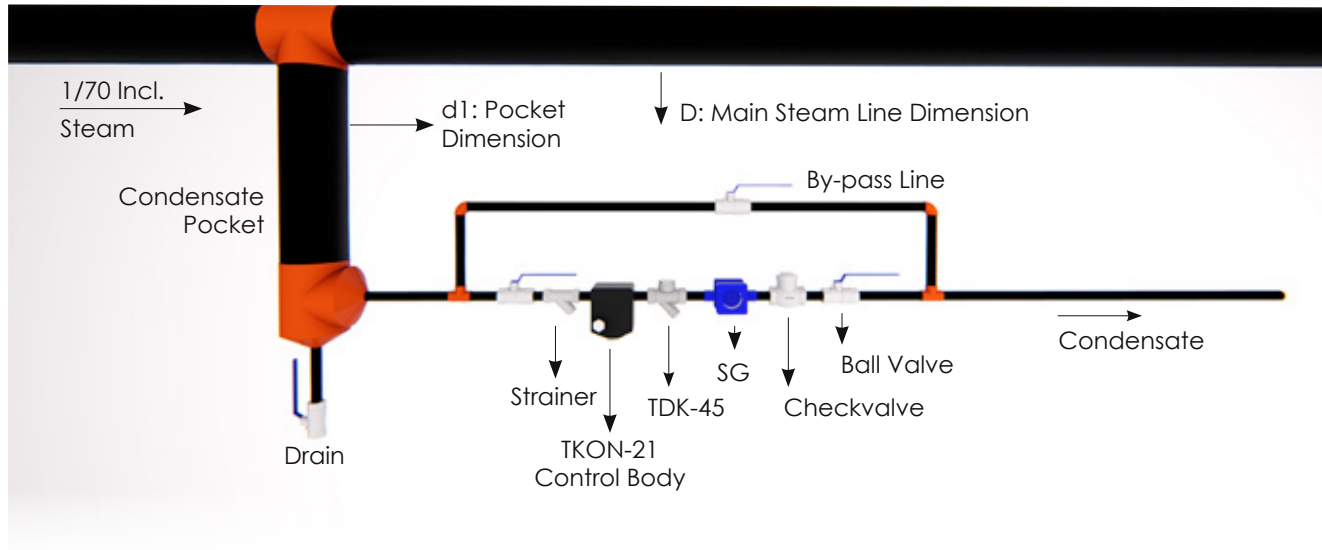 1/70 Incl.
Steam
d1: Pocket
Dimension
D: Main Steam Line Dimension
Condensate
Pocket
By-pass Line
Condensate
Strainer
TKON-21
Control Body
TDK-45
SG
Checkvalve
Ball Valve
Drain